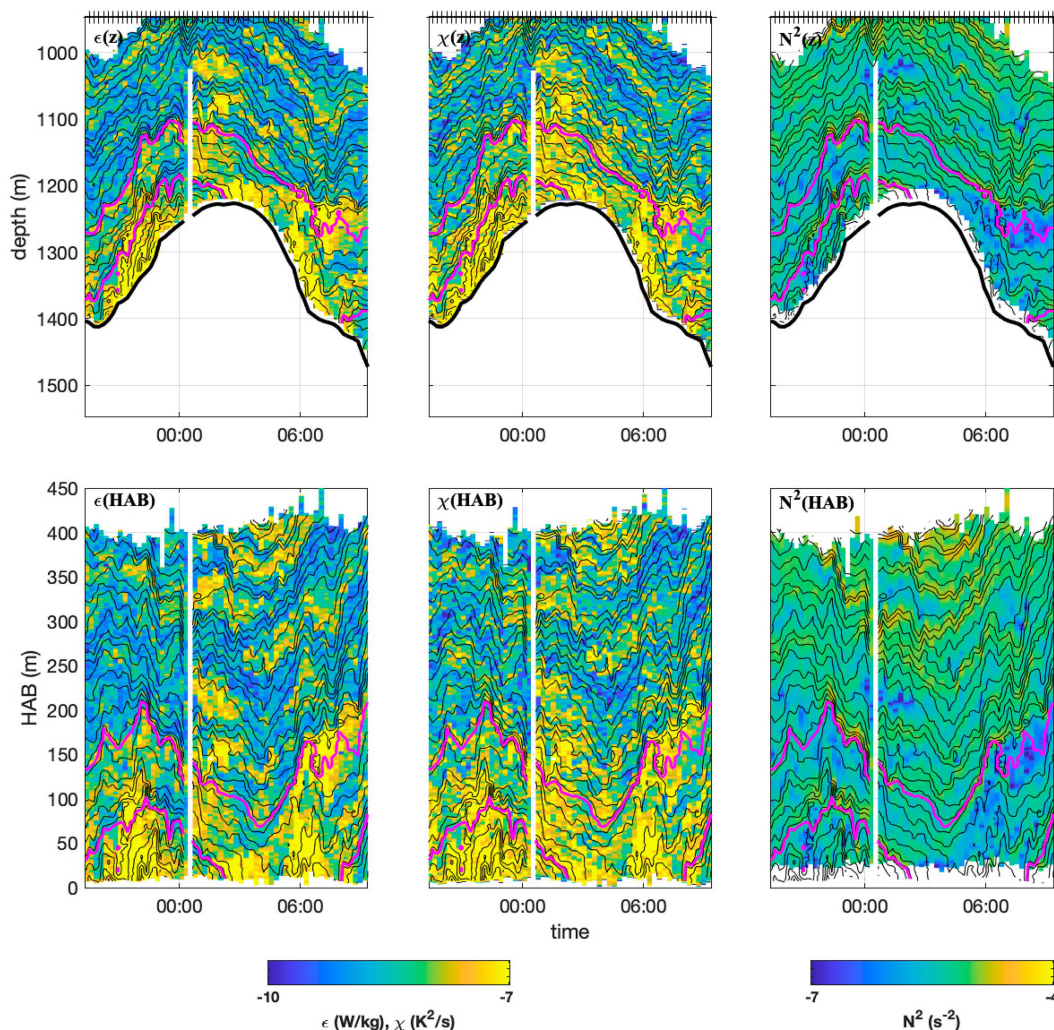 ϵ(z)
χ(z)
N²(z)
depth (m)
1000
1100
1200
1300
1400
1500
00:00 06:00
00:00 06:00
00:00 06:00
ϵ(HAB)
χ(HAB)
N²(HAB)
HAB (m)
450
400
350
300
250
200
150
100
50
0
00:00 06:00
00:00 06:00
00:00 06:00
time
-10 -7
ϵ (W/kg), χ (K²/s)
-7 -4
N² (s⁻²)